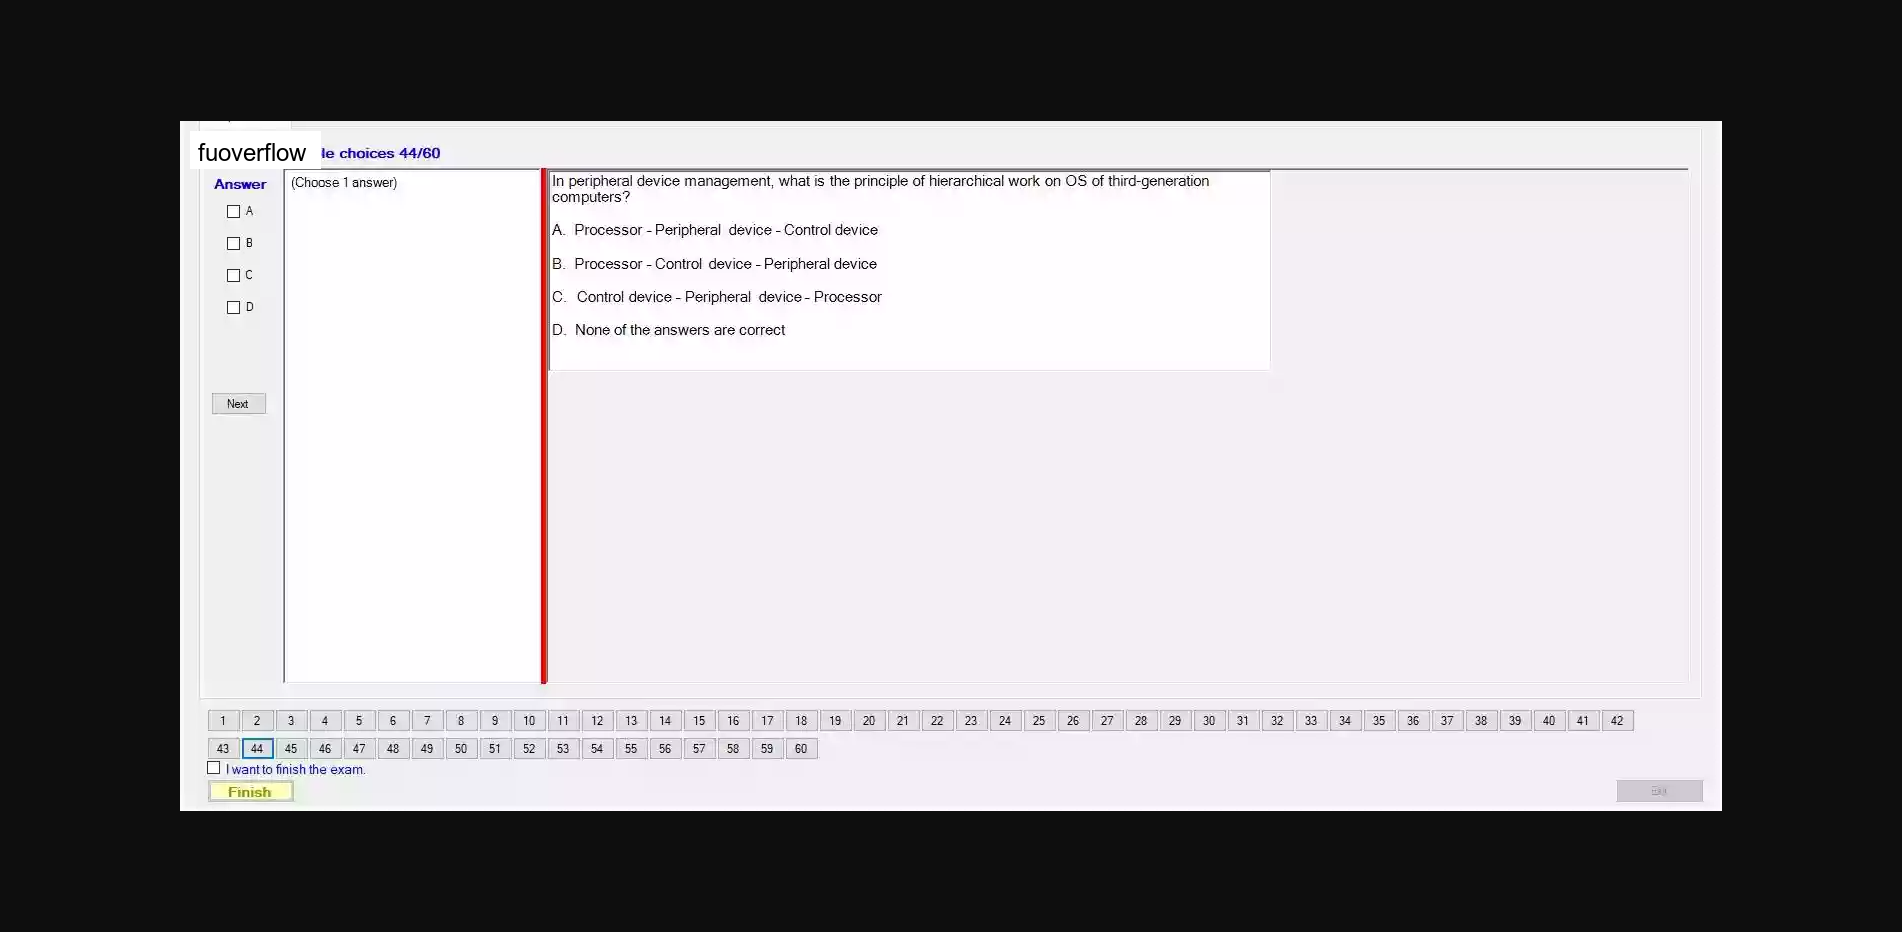 fuoverflow
le choices 44/60
Answer
(Choose 1 answer)
A
B
C
D
Next
In peripheral device management, what is the principle of hierarchical work on OS of third-generation
computers?
A. Processor - Peripheral device - Control device
B. Processor - Control device - Peripheral device
C. Control device - Peripheral device - Processor
D. None of the answers are correct
1 2 3 4 5 6 7 8 9 10 11 12 13 14 15 16 17 18 19 20 21 22 23 24 25 26 27 28 29 30 31 32 33 34 35 36 37 38 39 40 41 42
43 44 45 46 47 48 49 50 51 52 53 54 55 56 57 58 59 60
I want to finish the exam.
Finish
Exit